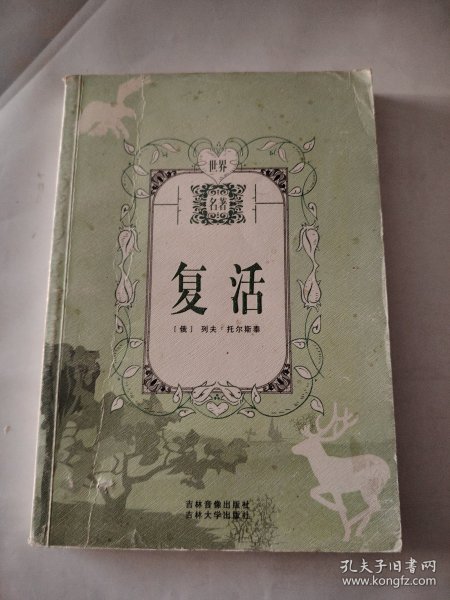 世界
名著
复活
〔俄〕 列夫·托尔斯泰
吉林音像出版社
吉林大学出版社
孔夫子旧书网
www.kongfz.com